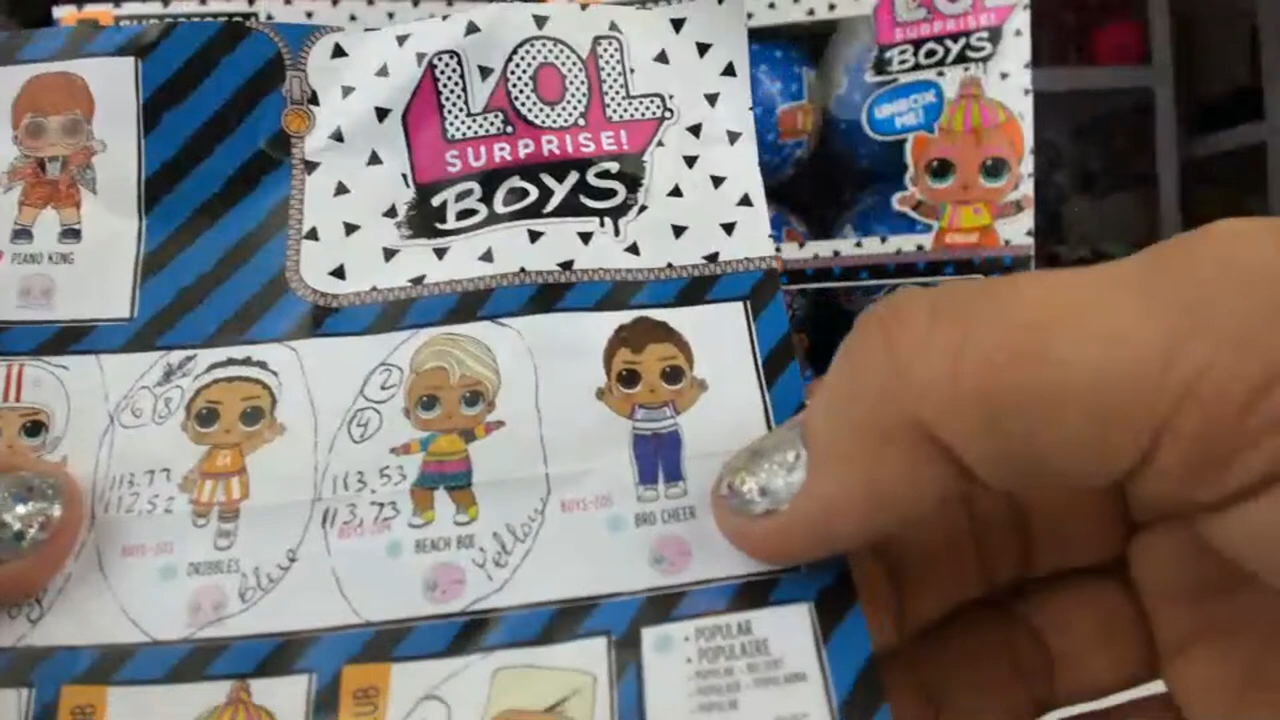 L.O.L.
SURPRISE!
BOYS
SURPRISE!
BOYS
UNBOX
ME!
PIANO KING
6 8
113.77
112,52
BOYS-203
DRIBBLES
Blue
2
4
113,53
113,73
BEACH BOI
Yellow
BRO CHEER
• POPULAR
• POPULAIRE